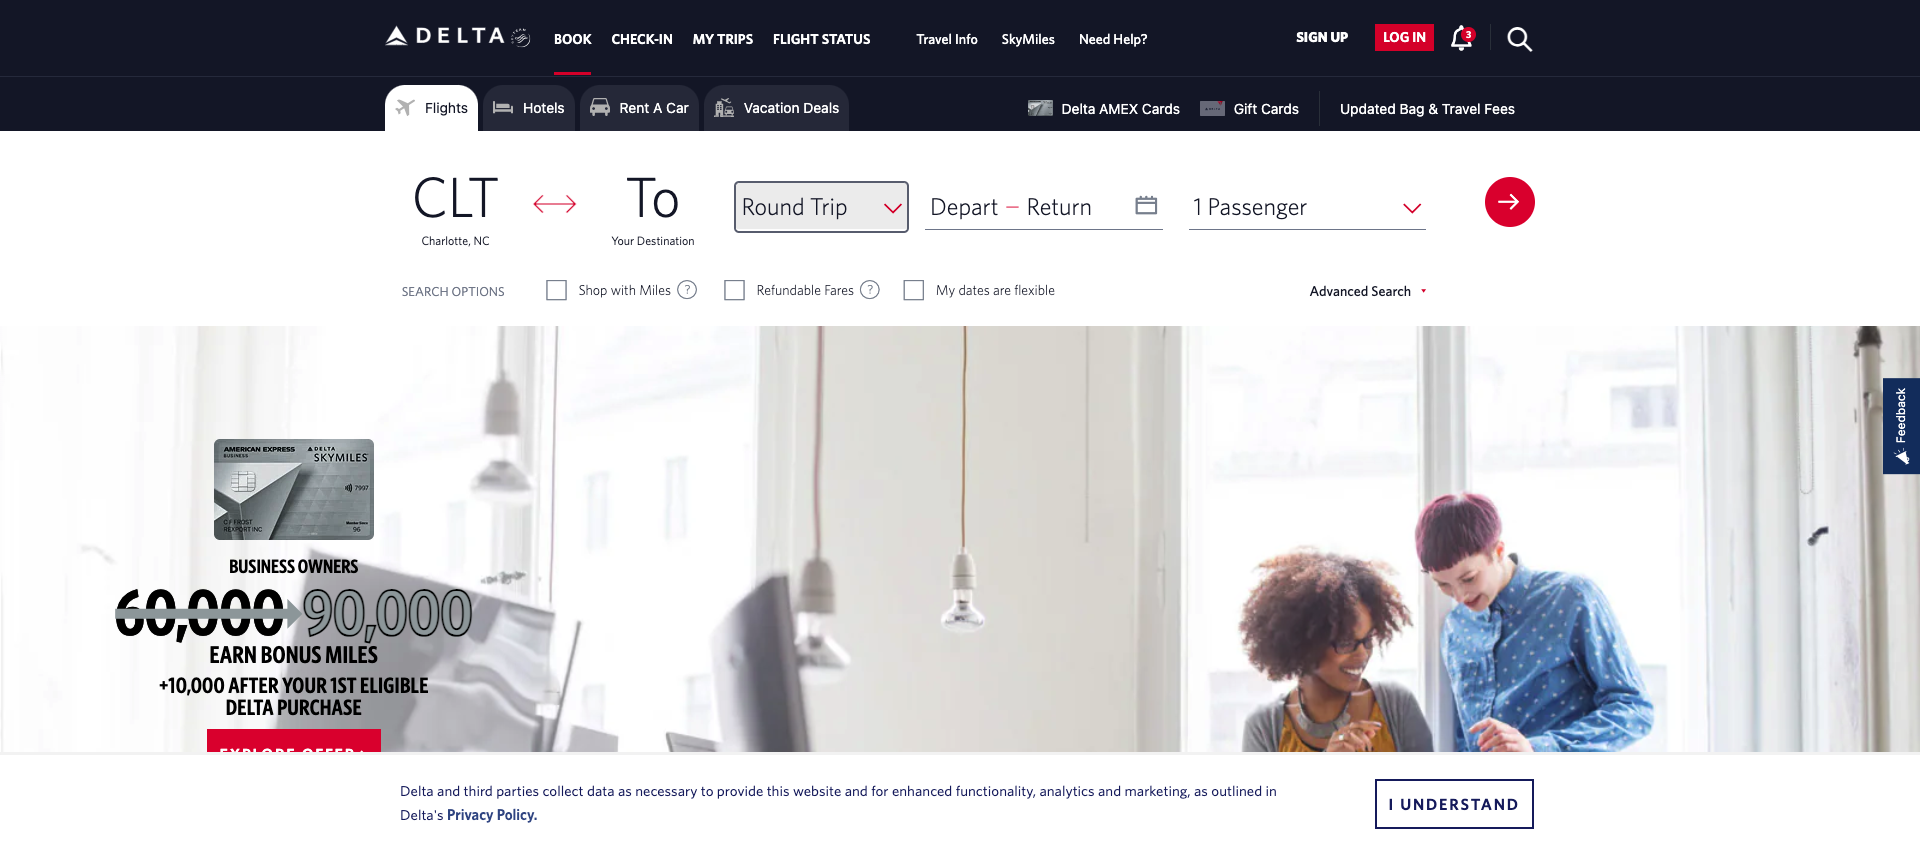 DELTA
BOOK
CHECK-IN
MY TRIPS
FLIGHT STATUS
Travel Info
SkyMiles
Need Help?
SIGN UP
LOG IN
3
Flights
Hotels
Rent A Car
Vacation Deals
Delta AMEX Cards
Gift Cards
Updated Bag & Travel Fees
CLT
Charlotte, NC
To
Your Destination
Round Trip
Depart – Return
1 Passenger
SEARCH OPTIONS
Shop with Miles ?
Refundable Fares ?
My dates are flexible
Advanced Search
Feedback
AMERICAN EXPRESS
BUSINESS
DELTA
SKYMILES
7997
C F FROST
REXPORT INC
Member Since
96
BUSINESS OWNERS
60,000 90,000
EARN BONUS MILES
+10,000 AFTER YOUR 1ST ELIGIBLE
DELTA PURCHASE
EXPLORE OFFER
Delta and third parties collect data as necessary to provide this website and for enhanced functionality, analytics and marketing, as outlined in
Delta's Privacy Policy.
I UNDERSTAND